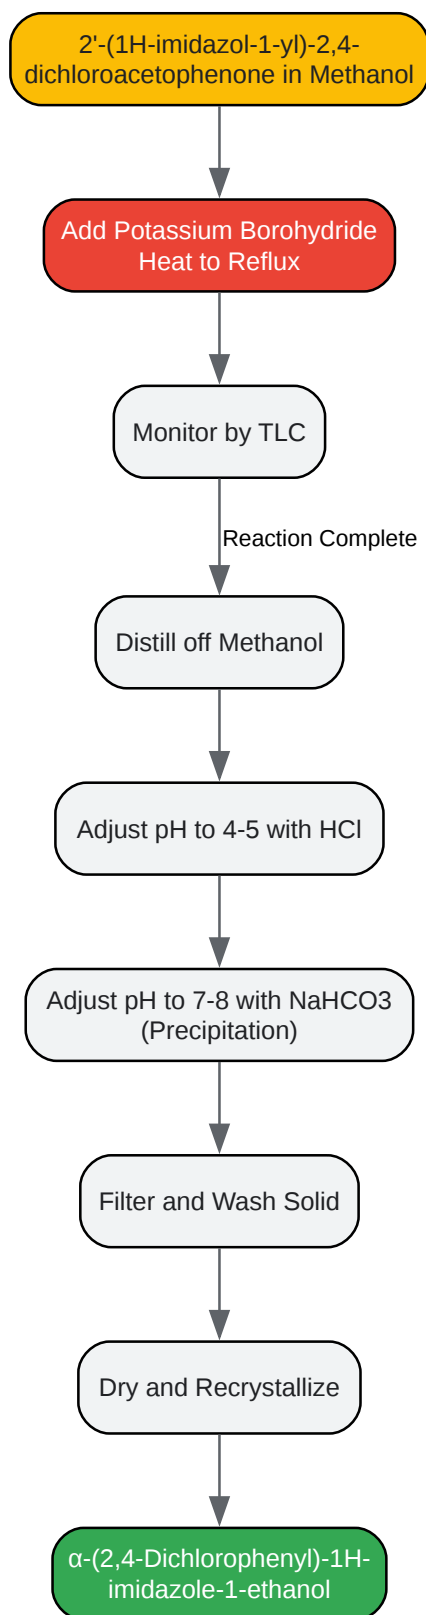 2'-(1H-imidazol-1-yl)-2,4-
dichloroacetophenone in Methanol
Add Potassium Borohydride
Heat to Reflux
Monitor by TLC
Reaction Complete
Distill off Methanol
Adjust pH to 4-5 with HCl
Adjust pH to 7-8 with NaHCO3
(Precipitation)
Filter and Wash Solid
Dry and Recrystallize
α-(2,4-Dichlorophenyl)-1H-
imidazole-1-ethanol